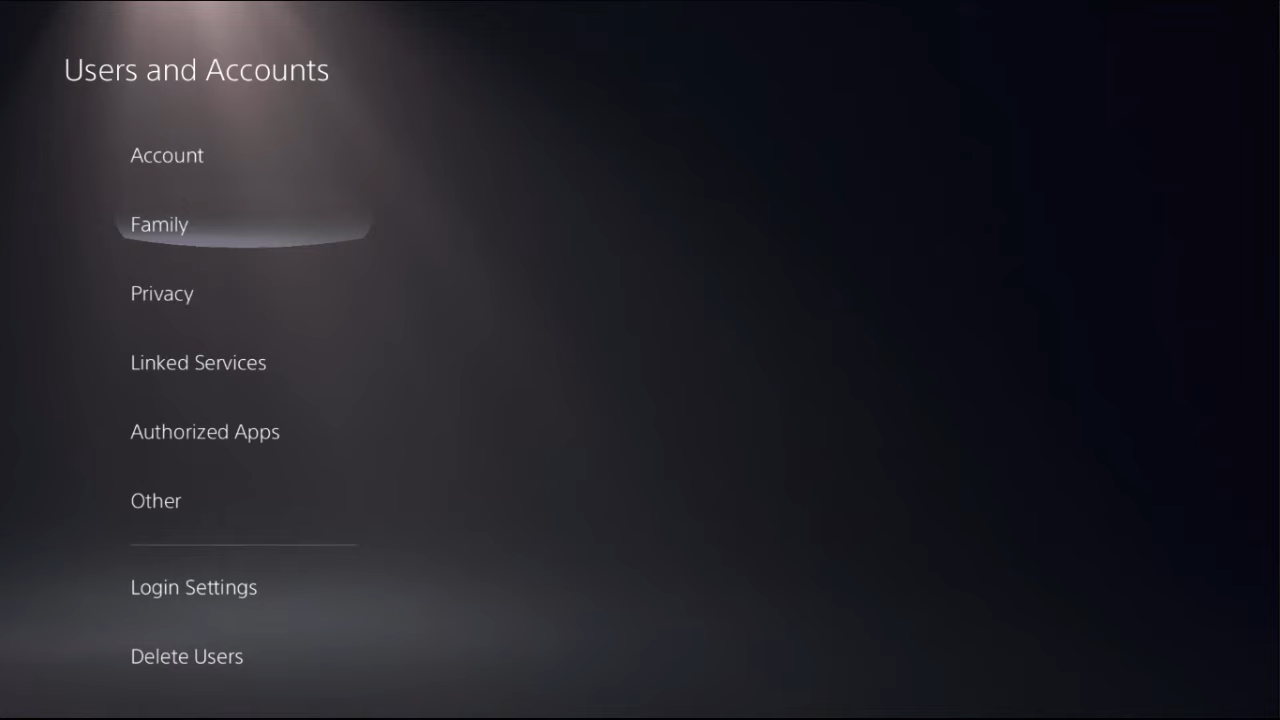 Users and Accounts
Account
Family
Privacy
Linked Services
Authorized Apps
Other
Login Settings
Delete Users